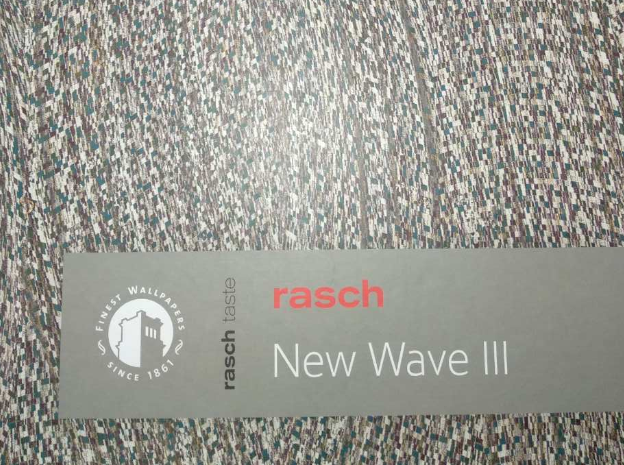 FINEST WALLPAPERS
SINCE 1861
rasch taste
rasch
New Wave III